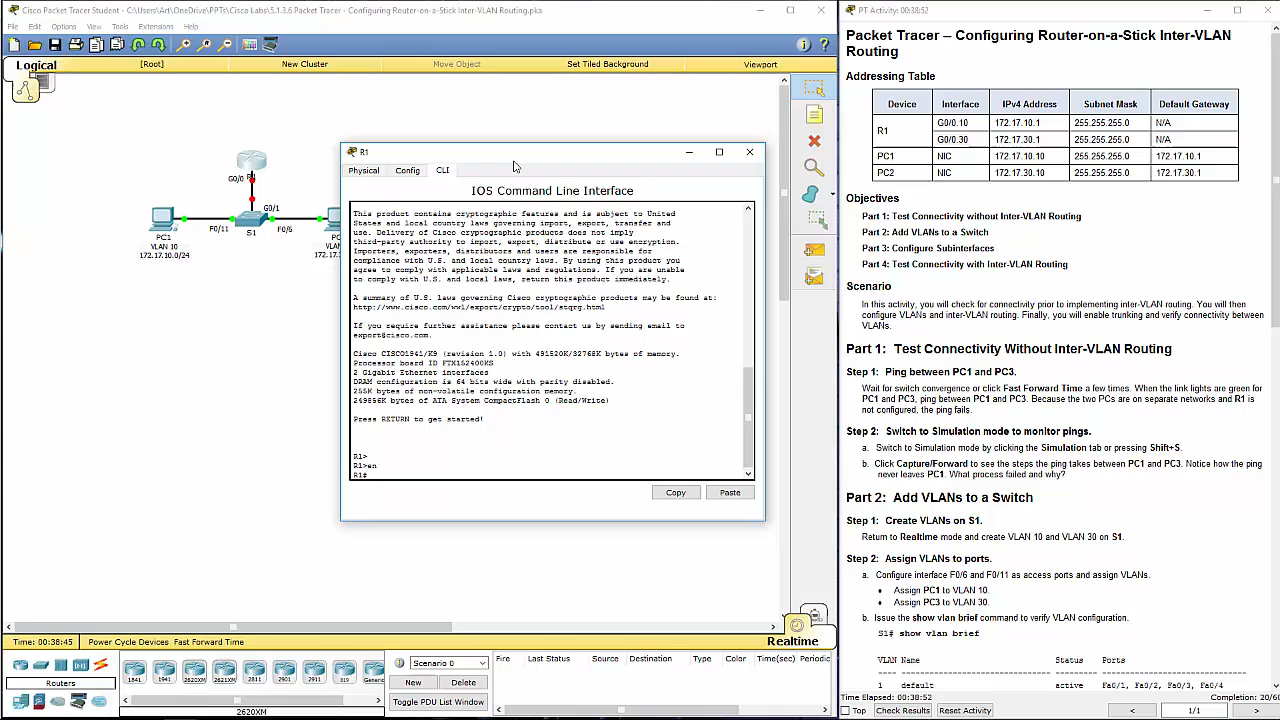 Cisco Packet Tracer Student - C:\Users\Art\OneDrive\PPTs\Cisco Labs\5.1.3.6 Packet Tracer - Configuring Router-on-a-Stick Inter-VLAN Routing.pka
File Edit Options View Tools Extensions Help
Logical
[Root] New Cluster Move Object Set Tiled Background Viewport
G0/0
G0/1
F0/11 S1 F0/6
PC1
VLAN 10
172.17.10.0/24
R1
Physical Config CLI
IOS Command Line Interface
This product contains cryptographic features and is subject to United
States and local country laws governing import, export, transfer and
use. Delivery of Cisco cryptographic products does not imply
third-party authority to import, export, distribute or use encryption.
Importers, exporters, distributors and users are responsible for
compliance with U.S. and local country laws. By using this product you
agree to comply with applicable laws and regulations. If you are unable
to comply with U.S. and local laws, return this product immediately.
A summary of U.S. laws governing Cisco cryptographic products may be found at:
http://www.cisco.com/wwl/export/crypto/tool/stqrg.html
If you require further assistance please contact us by sending email to
export@cisco.com.
Cisco CISCO1941/K9 (revision 1.0) with 491520K/32768K bytes of memory.
Processor board ID FTX152400KS
2 Gigabit Ethernet interfaces
DRAM configuration is 64 bits wide with parity disabled.
255K bytes of non-volatile configuration memory.
249856K bytes of ATA System CompactFlash 0 (Read/Write)
Press RETURN to get started!
R1>
R1>en
R1#
Copy Paste
Time: 00:38:45 Power Cycle Devices Fast Forward Time Realtime
Routers
1841 1941 2620XM 2621XM 2811 2901 2911 819 Generic
2620XM
Scenario 0
New Delete
Toggle PDU List Window
Fire Last Status Source Destination Type Color Time(sec) Periodic
PT Activity: 00:38:52
Packet Tracer – Configuring Router-on-a-Stick Inter-VLAN
Routing
Addressing Table
Device Interface IPv4 Address Subnet Mask Default Gateway
R1 G0/0.10 172.17.10.1 255.255.255.0 N/A
G0/0.30 172.17.30.1 255.255.255.0 N/A
PC1 NIC 172.17.10.10 255.255.255.0 172.17.10.1
PC2 NIC 172.17.30.10 255.255.255.0 172.17.30.1
Objectives
Part 1: Test Connectivity without Inter-VLAN Routing
Part 2: Add VLANs to a Switch
Part 3: Configure Subinterfaces
Part 4: Test Connectivity with Inter-VLAN Routing
Scenario
In this activity, you will check for connectivity prior to implementing inter-VLAN routing. You will then
configure VLANs and inter-VLAN routing. Finally, you will enable trunking and verify connectivity between
VLANs.
Part 1: Test Connectivity Without Inter-VLAN Routing
Step 1: Ping between PC1 and PC3.
Wait for switch convergence or click Fast Forward Time a few times. When the link lights are green for
PC1 and PC3, ping between PC1 and PC3. Because the two PCs are on separate networks and R1 is
not configured, the ping fails.
Step 2: Switch to Simulation mode to monitor pings.
a. Switch to Simulation mode by clicking the Simulation tab or pressing Shift+S.
b. Click Capture/Forward to see the steps the ping takes between PC1 and PC3. Notice how the ping
never leaves PC1. What process failed and why?
Part 2: Add VLANs to a Switch
Step 1: Create VLANs on S1.
Return to Realtime mode and create VLAN 10 and VLAN 30 on S1.
Step 2: Assign VLANs to ports.
a. Configure interface F0/6 and F0/11 as access ports and assign VLANs.
• Assign PC1 to VLAN 10.
• Assign PC3 to VLAN 30.
b. Issue the show vlan brief command to verify VLAN configuration.
S1# show vlan brief
VLAN Name Status Ports
1 default active Fa0/1, Fa0/2, Fa0/3, Fa0/4
Time Elapsed: 00:38:52 Completion: 20/60
Top Check Results Reset Activity < 1/1 >